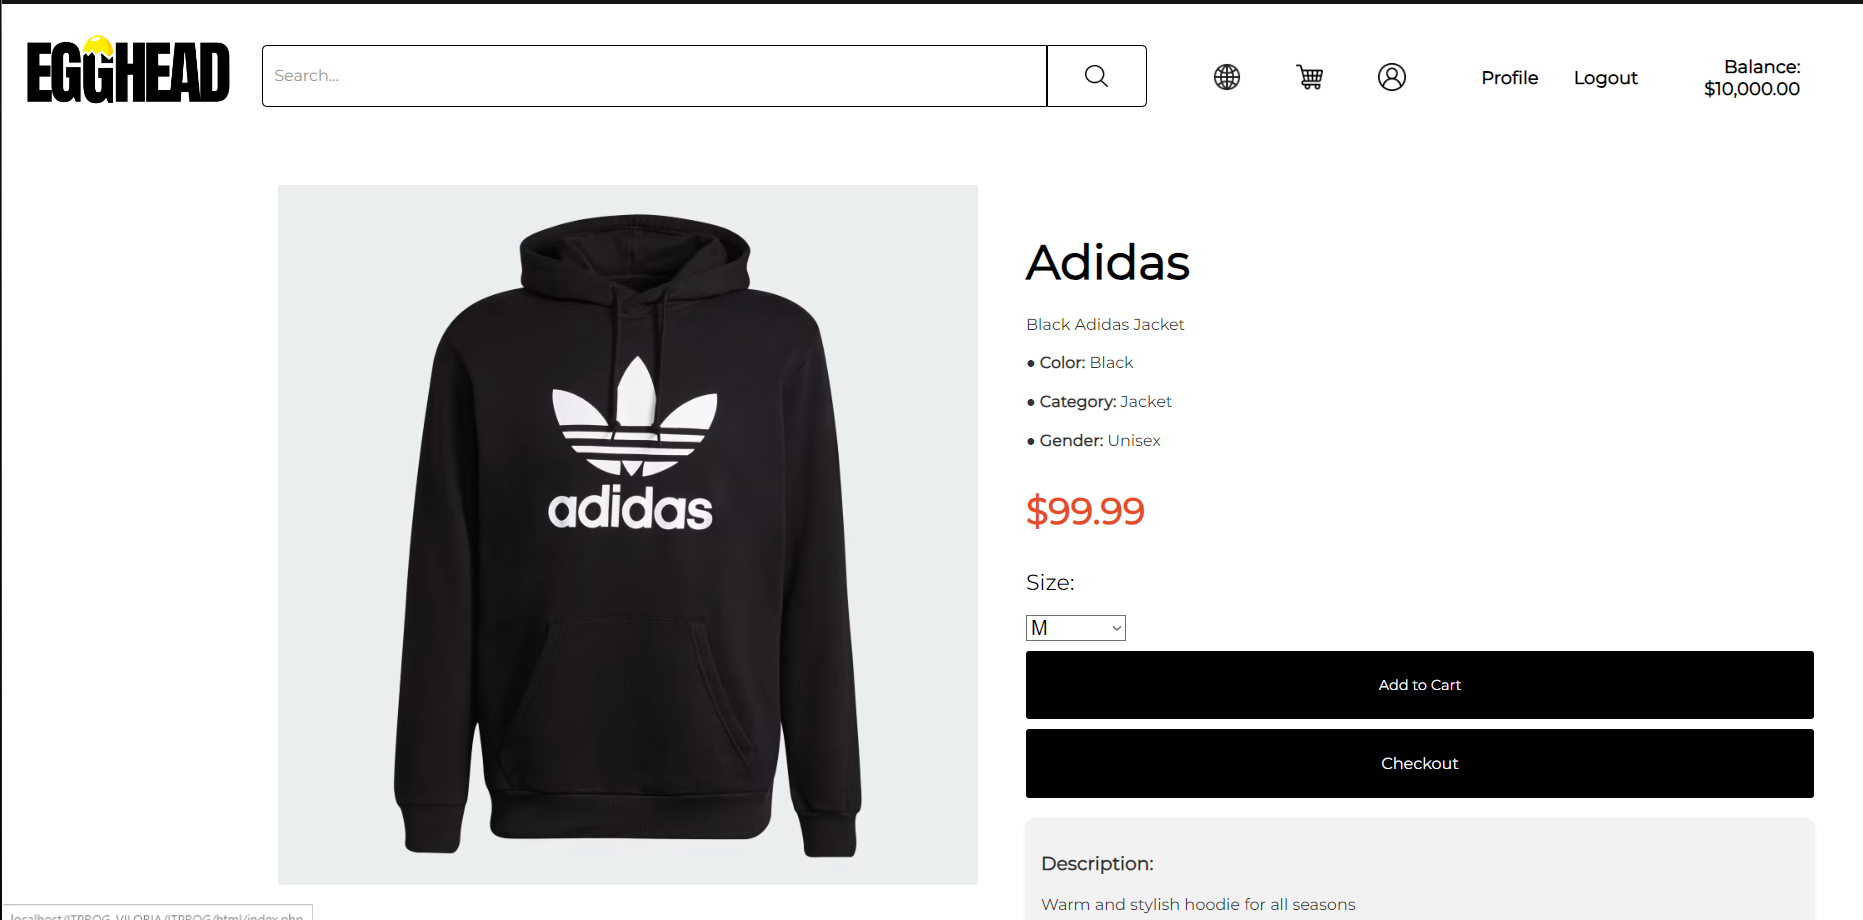 EGGHEAD
Search...
Profile
Logout
Balance:
$10,000.00
adidas
Adidas
Black Adidas Jacket
● Color: Black
● Category: Jacket
● Gender: Unisex
$99.99
Size:
M
Add to Cart
Checkout
Description:
Warm and stylish hoodie for all seasons
localhost/ITPROG_VILORIA/ITPROG/html/index.php